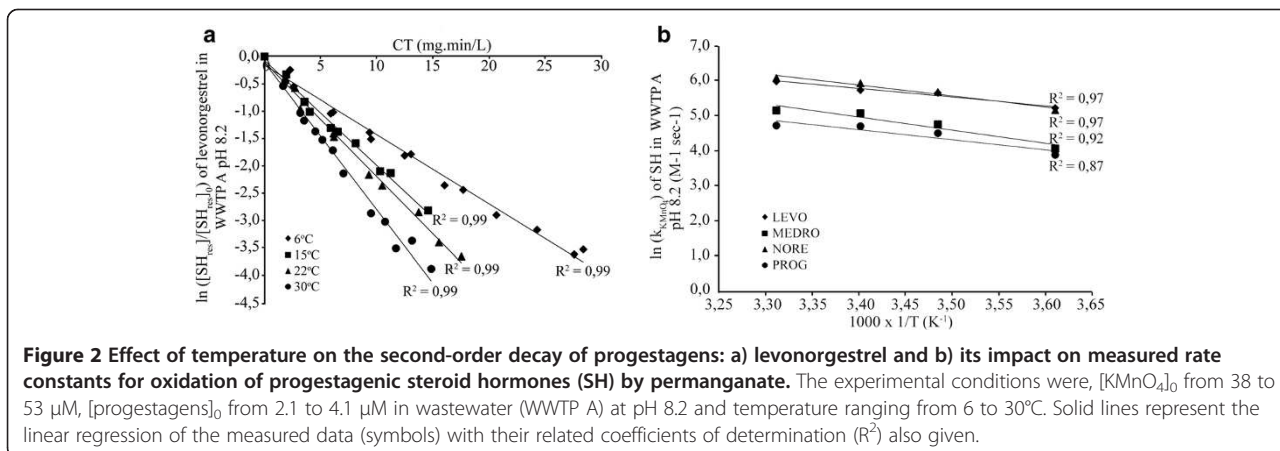 a
CT (mg.min/L)
0,0 5 10 15 20 25 30
-0,5
-1,0
-1,5
-2,0
-2,5
-3,0
-3,5
-4,0
-4,5
ln ([SH_res]/[SH_res]_0) of levonorgestrel in
WWTP A pH 8.2
6ºC
15ºC
22ºC
30ºC
R² = 0,99
R² = 0,99
R² = 0,99
R² = 0,99
b
7,0
6,0
5,0
4,0
3,0
2,0
1,0
0,0
ln (k_KMnO4) of SH in WWTP A
pH 8.2 (M-1 sec-1)
R² = 0,97
R² = 0,97
R² = 0,92
R² = 0,87
LEVO
MEDRO
NORE
PROG
3,25 3,30 3,35 3,40 3,45 3,50 3,55 3,60 3,65
1000 x 1/T (K⁻¹)
Figure 2 Effect of temperature on the second-order decay of progestagens: a) levonorgestrel and b) its impact on measured rate
constants for oxidation of progestagenic steroid hormones (SH) by permanganate. The experimental conditions were, [KMnO₄]₀ from 38 to
53 μM, [progestagens]₀ from 2.1 to 4.1 μM in wastewater (WWTP A) at pH 8.2 and temperature ranging from 6 to 30°C. Solid lines represent the
linear regression of the measured data (symbols) with their related coefficients of determination (R²) also given.